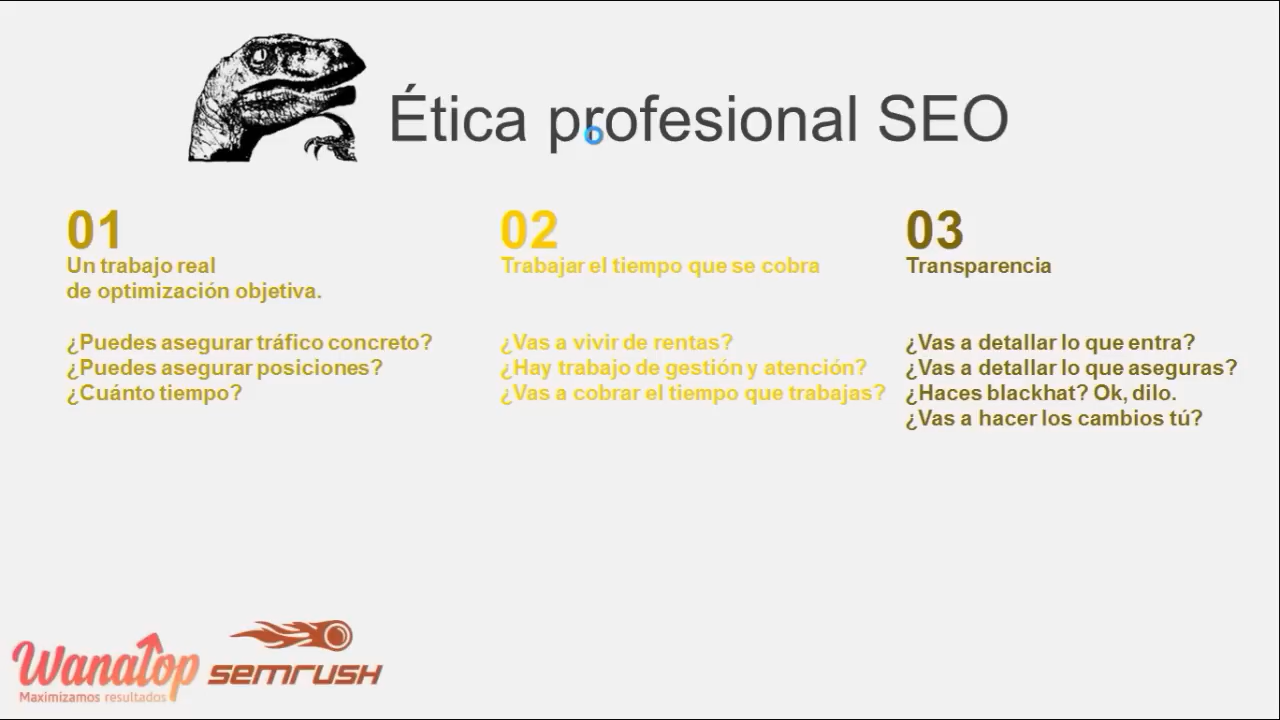 Ética profesional SEO
01
Un trabajo real
de optimización objetiva.
¿Puedes asegurar tráfico concreto?
¿Puedes asegurar posiciones?
¿Cuánto tiempo?
02
Trabajar el tiempo que se cobra
¿Vas a vivir de rentas?
¿Hay trabajo de gestión y atención?
¿Vas a cobrar el tiempo que trabajas?
03
Transparencia
¿Vas a detallar lo que entra?
¿Vas a detallar lo que aseguras?
¿Haces blackhat? Ok, dilo.
¿Vas a hacer los cambios tú?
Wanatop
Maximizamos resultados
semrush